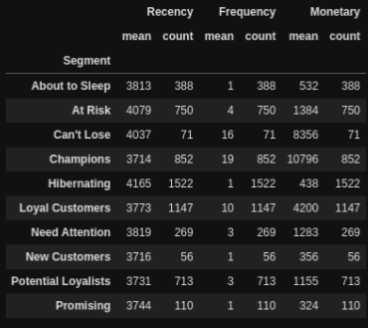 Recency Frequency Monetary
mean count mean count mean count
Segment
About to Sleep 3813 388 1 388 532 388
At Risk 4079 750 4 750 1384 750
Can't Lose 4037 71 16 71 8356 71
Champions 3714 852 19 852 10796 852
Hibernating 4165 1522 1 1522 438 1522
Loyal Customers 3773 1147 10 1147 4200 1147
Need Attention 3819 269 3 269 1283 269
New Customers 3716 56 1 56 356 56
Potential Loyalists 3731 713 3 713 1155 713
Promising 3744 110 1 110 324 110